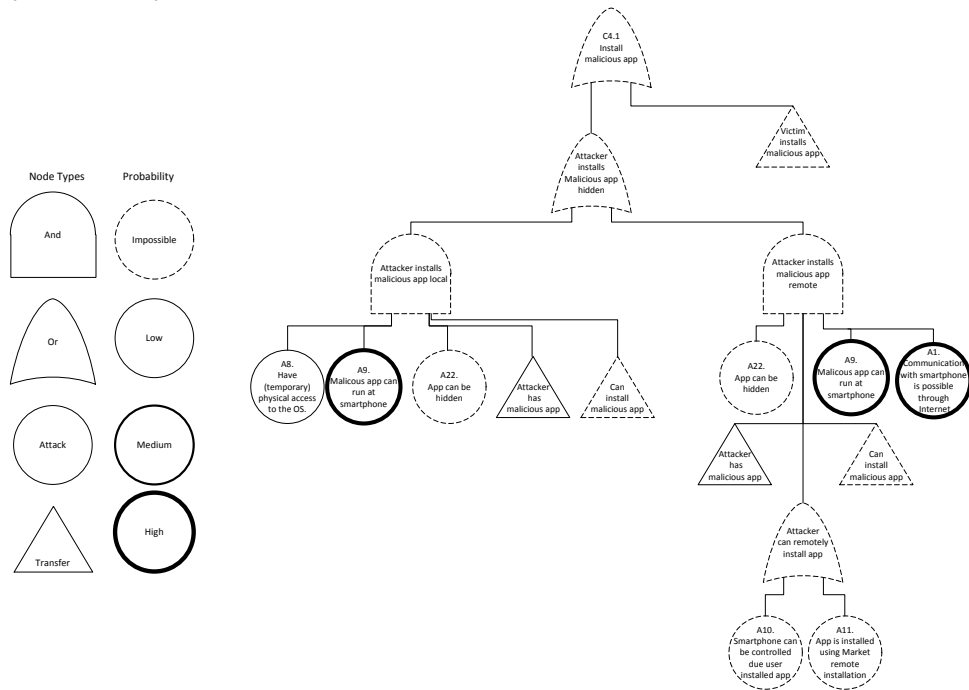 C4.1
Install
malicious app
Victim
installs
malicious app
Attacker
installs
Malicious app
hidden
Node Types
Probability
And
Impossible
Or
Low
Attack
Medium
Transfer
High
Attacker installs
malicious app local
Attacker installs
malicious app
remote
A8.
Have
(temporary)
physical access
to the OS.
A9.
Malicous app can
run at
smartphone
A22.
App can be
hidden
Attacker
has
malicious app
Can
install
malicious app
A22.
App can be
hidden
A9.
Malicous app can
run at
smartphone
A1.
Communication
with smartphone
is possible
through
Internet
Attacker
has
malicious app
Can
install
malicious app
Attacker
can remotely
install app
A10.
Smartphone can
be controlled
due user
installed app
A11.
App is installed
using Market
remote
installation